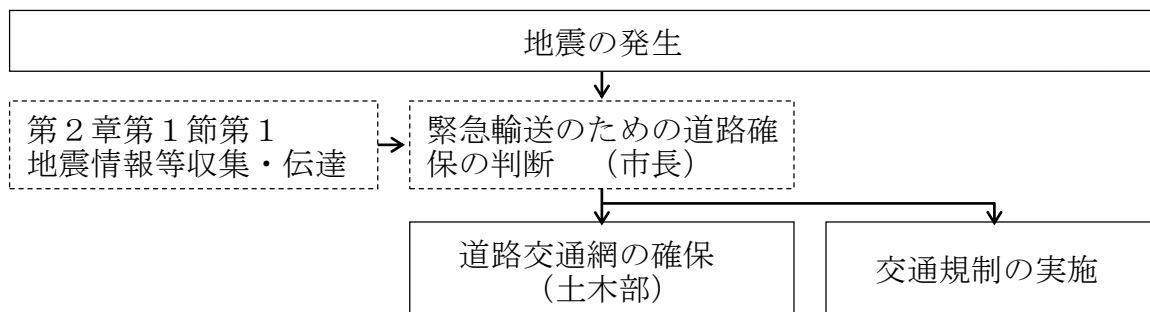 地震の発生
第２章第１節第１
地震情報等収集・伝達
緊急輸送のための道路確
保の判断　（市長）
道路交通網の確保
（土木部）
交通規制の実施